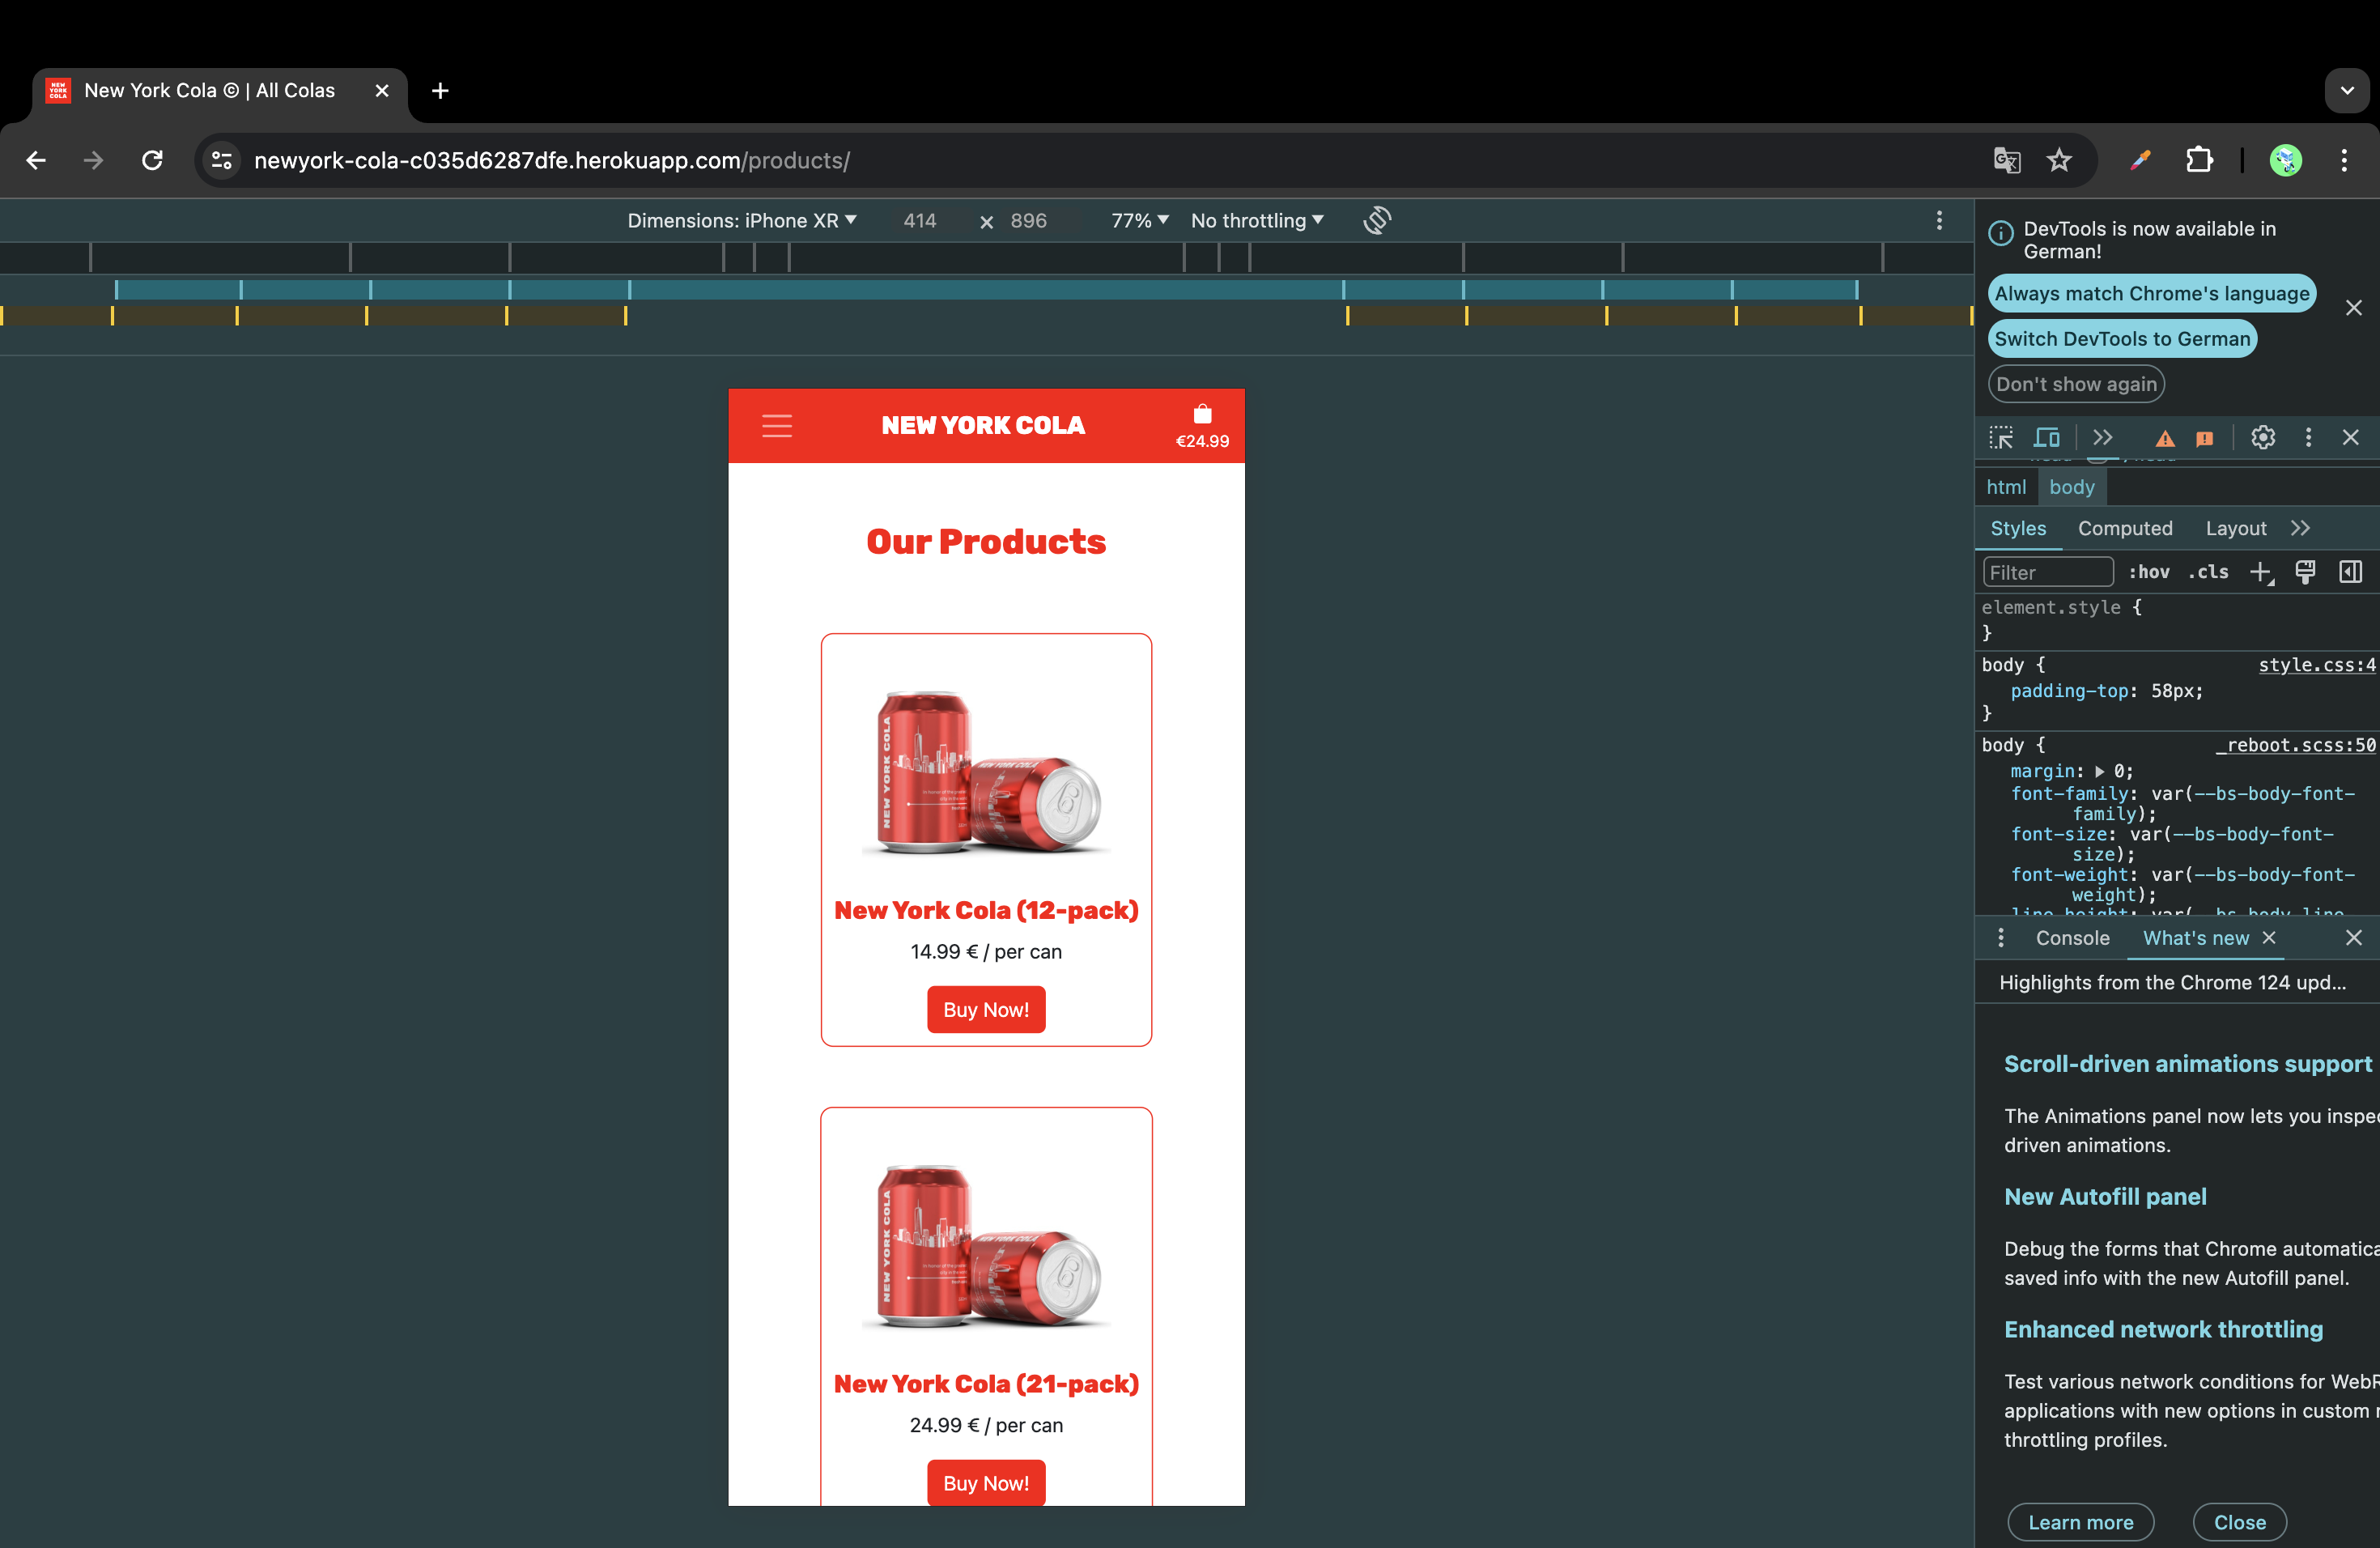 New York Cola © | All Colas
newyork-cola-c035d6287dfe.herokuapp.com/products/
Dimensions: iPhone XR 414 × 896 77% No throttling
NEW YORK COLA
€24.99
Our Products
NEW YORK COLA
New York Cola (12-pack)
14.99 € / per can
Buy Now!
NEW YORK COLA
New York Cola (21-pack)
24.99 € / per can
Buy Now!
DevTools is now available in
German!
Always match Chrome's language
Switch DevTools to German
Don't show again
html body
Styles Computed Layout
Filter :hov .cls
element.style {
}
body { style.css:4
padding-top: 58px;
}
body { _reboot.scss:50
margin: 0;
font-family: var(--bs-body-font-
family);
font-size: var(--bs-body-font-
size);
font-weight: var(--bs-body-font-
weight);
Console What's new
Highlights from the Chrome 124 upd...
Scroll-driven animations support
The Animations panel now lets you inspe
driven animations.
New Autofill panel
Debug the forms that Chrome automatica
saved info with the new Autofill panel.
Enhanced network throttling
Test various network conditions for WebR
applications with new options in custom
throttling profiles.
Learn more Close